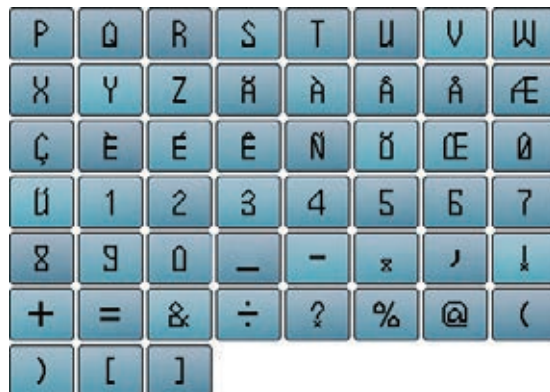 P Q R S T U V W
X Y Z Ä À Â Å Æ
Ç È É Ê Ñ Ö Œ Ø
Ü 1 2 3 4 5 6 7
8 9 0 _ - . , !
+ = & ÷ ? % @ (
) [ ]